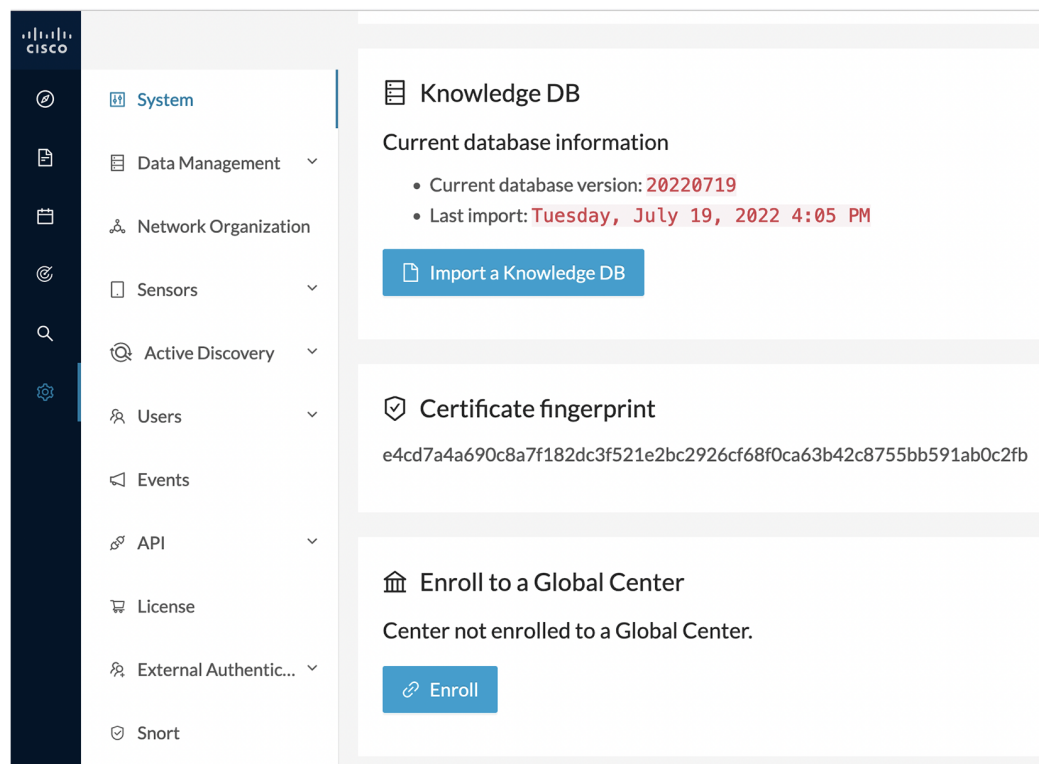 CISCO
System
Data Management
Network Organization
Sensors
Active Discovery
Users
Events
API
License
External Authentic...
Snort
Knowledge DB
Current database information
Current database version: 20220719
Last import: Tuesday, July 19, 2022 4:05 PM
Import a Knowledge DB
Certificate fingerprint
e4cd7a4a690c8a7f182dc3f521e2bc2926cf68f0ca63b42c8755bb591ab0c2fb
Enroll to a Global Center
Center not enrolled to a Global Center.
Enroll